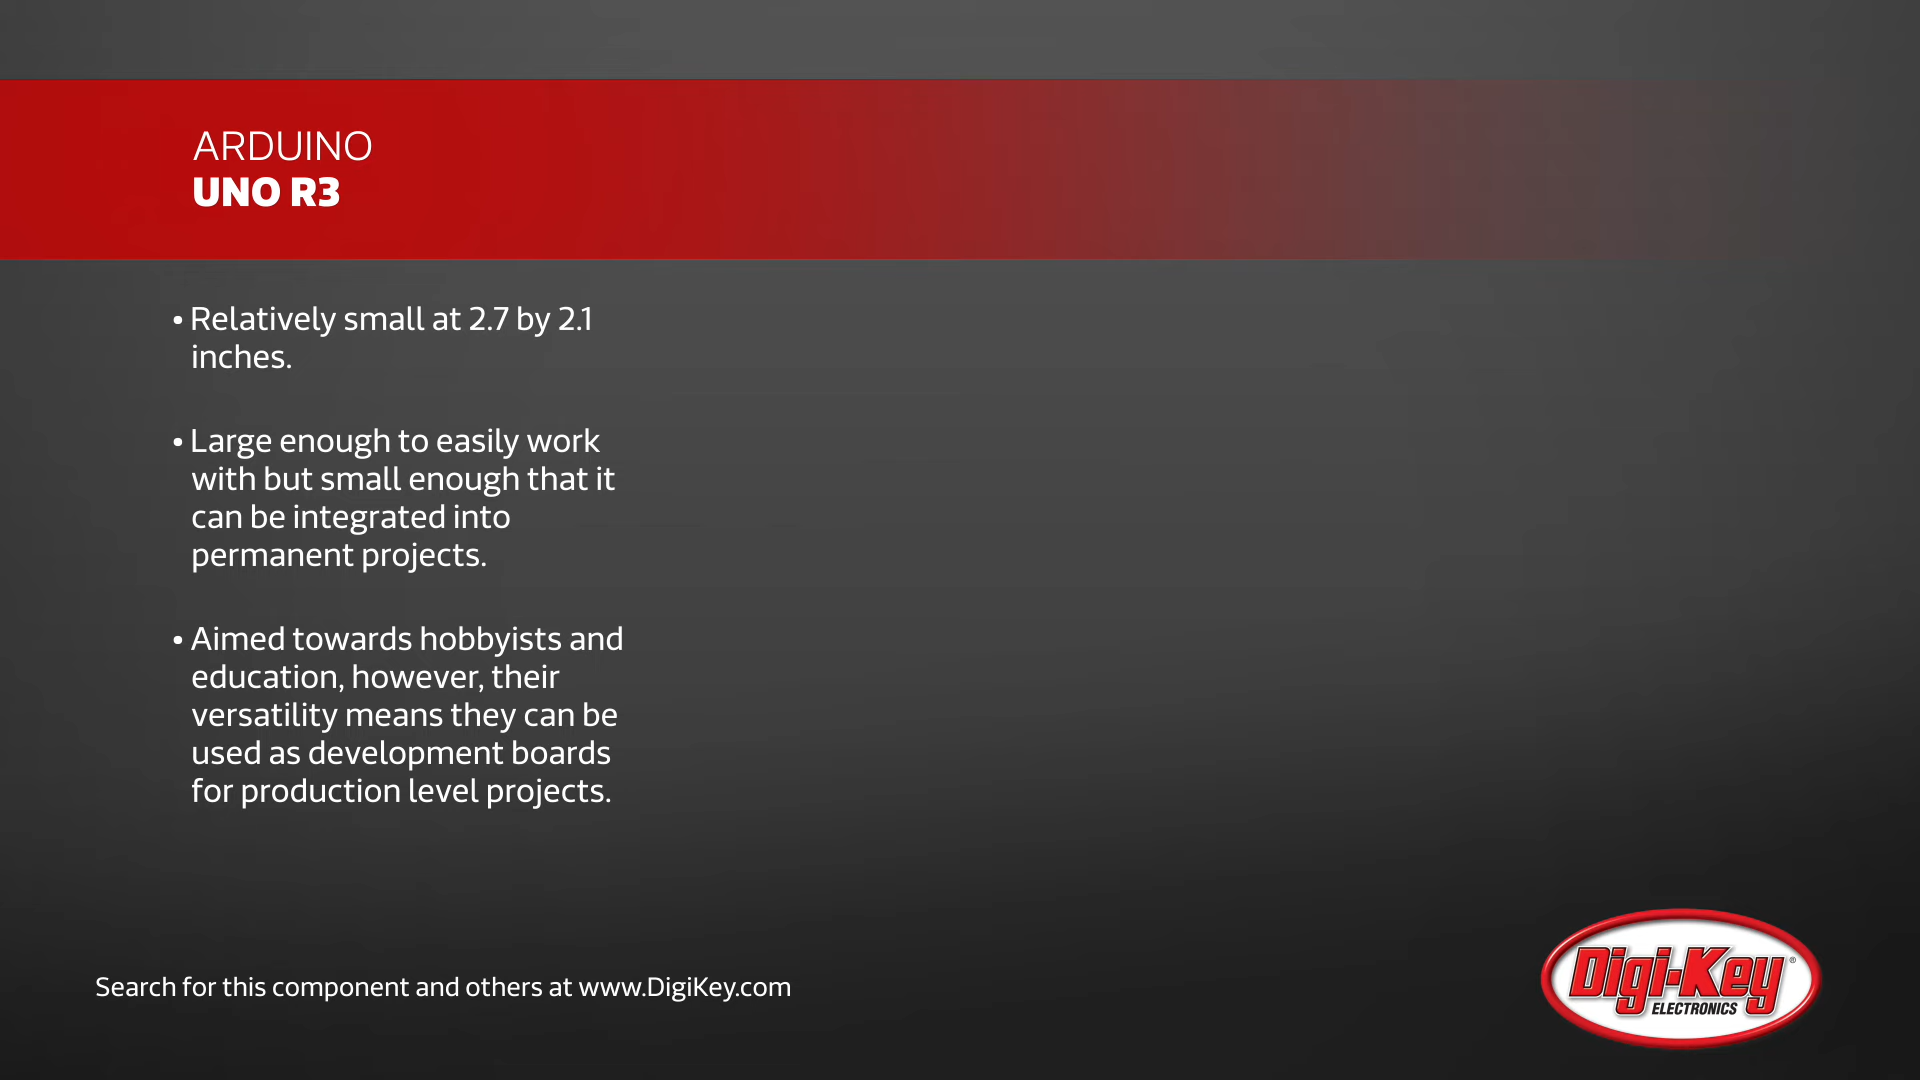 ARDUINO
UNO R3
• Relatively small at 2.7 by 2.1
inches.
• Large enough to easily work
with but small enough that it
can be integrated into
permanent projects.
• Aimed towards hobbyists and
education, however, their
versatility means they can be
used as development boards
for production level projects.
Search for this component and others at www.DigiKey.com
Digi-Key®
ELECTRONICS